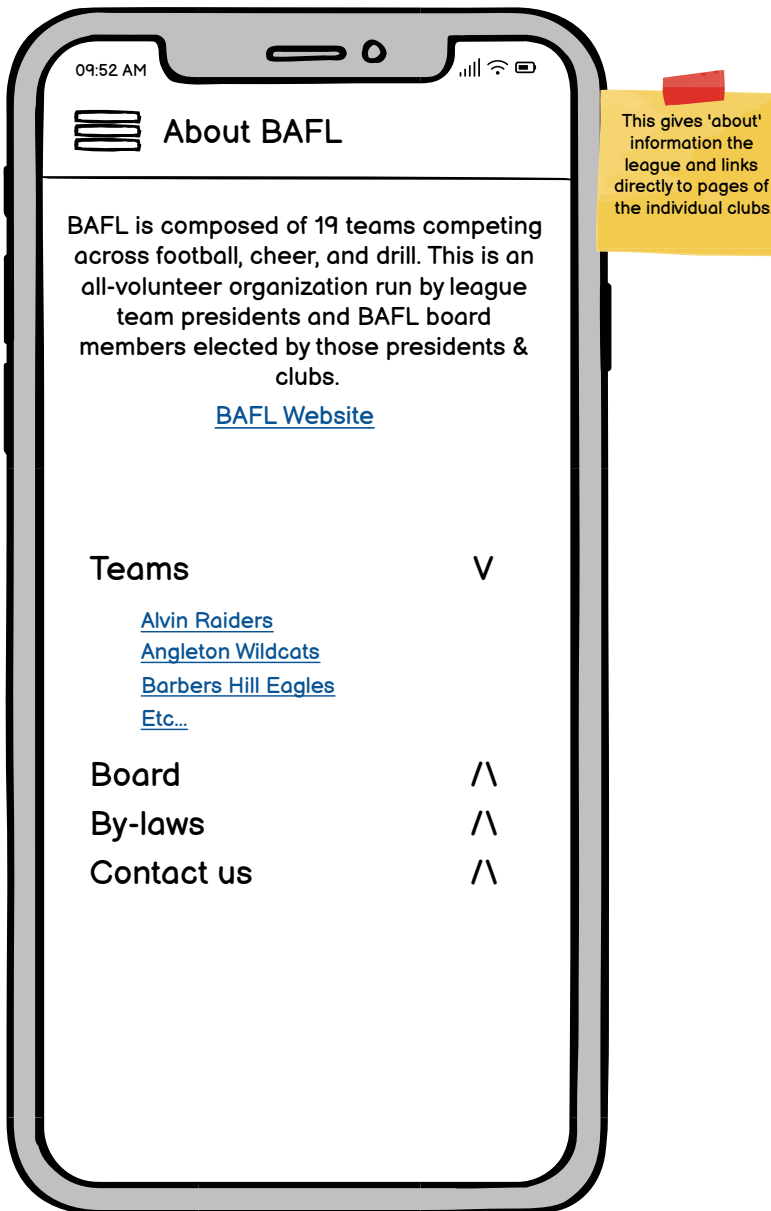 09:52 AM
About BAFL
This gives 'about'
information the
league and links
directly to pages of
the individual clubs.
BAFL is composed of 19 teams competing
across football, cheer, and drill. This is an
all-volunteer organization run by league
team presidents and BAFL board
members elected by those presidents &
clubs.
BAFL Website
Teams V
Alvin Raiders
Angleton Wildcats
Barbers Hill Eagles
Etc...
Board /\
By-laws /\
Contact us /\